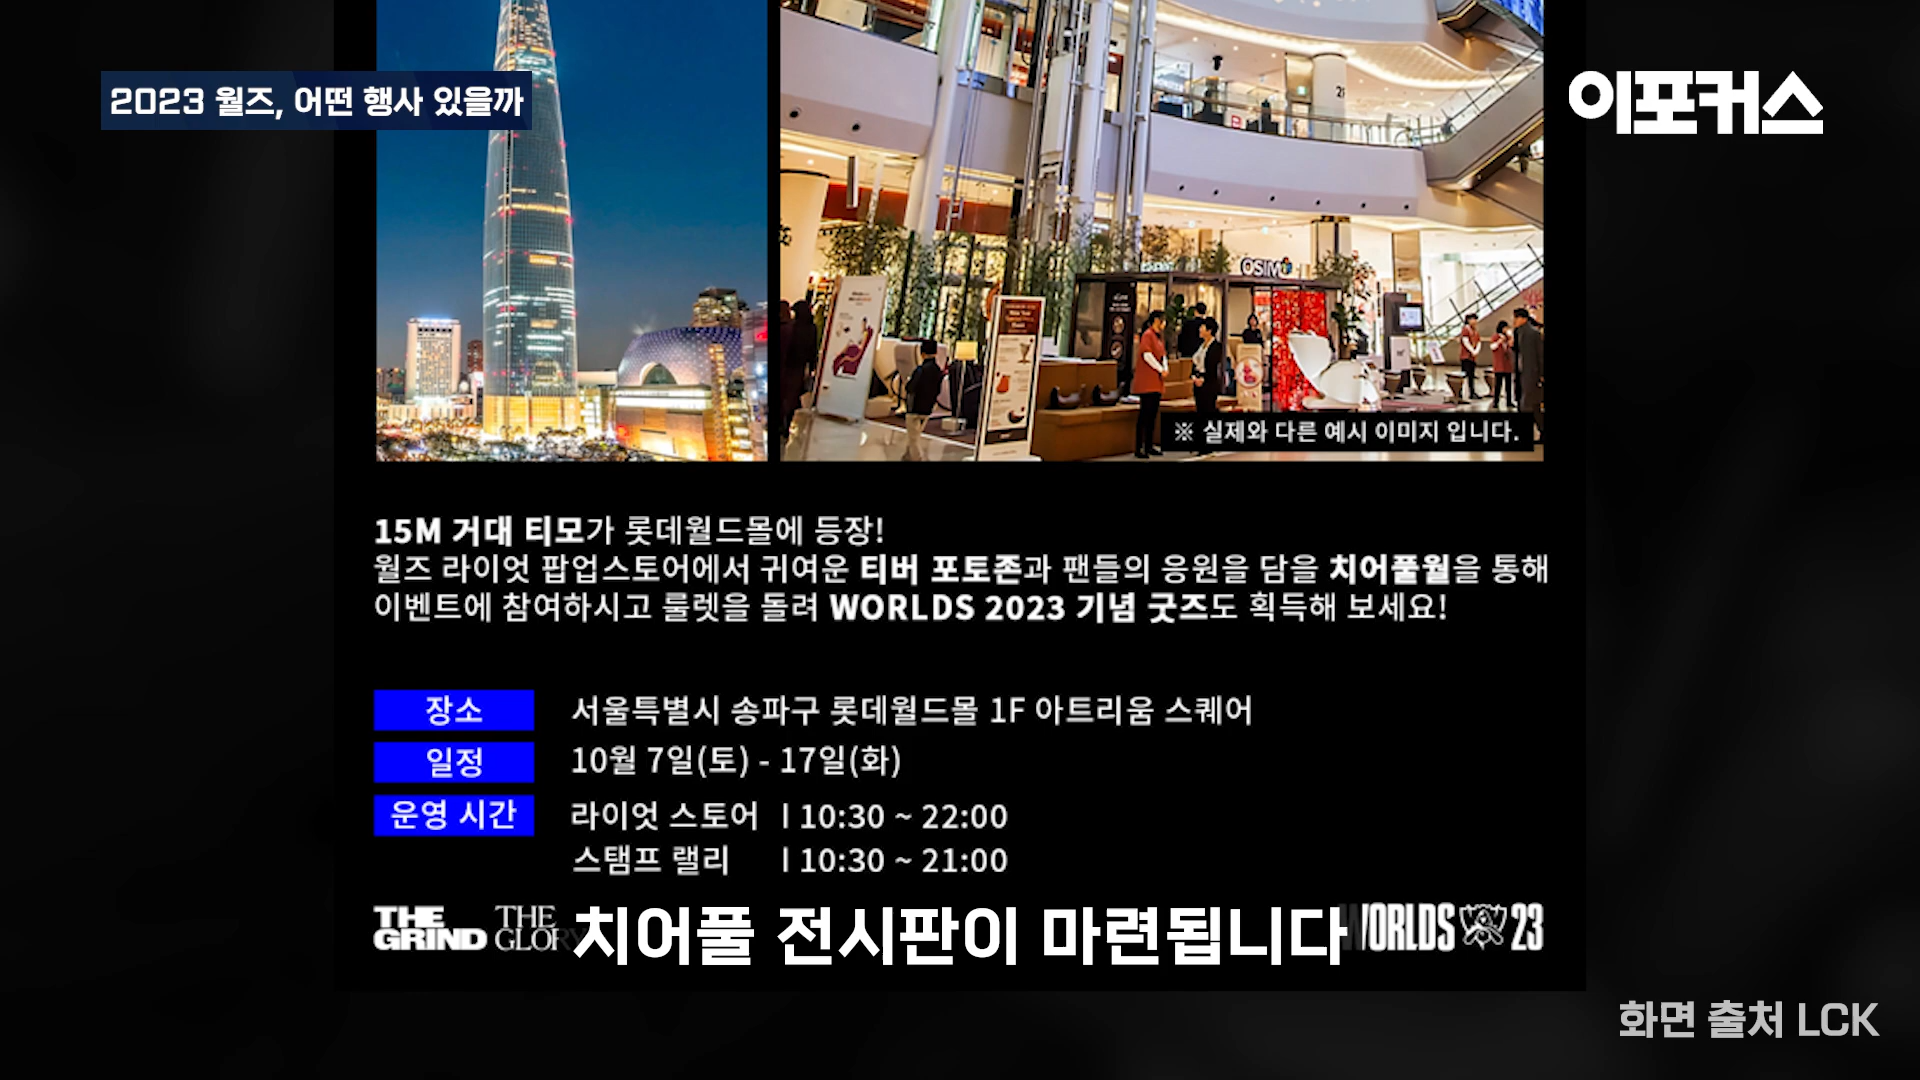 2023 월즈, 어떤 행사 있을까
이포커스
OSIM
※ 실제와 다른 예시 이미지 입니다.
15M 거대 티모가 롯데월드몰에 등장!
월즈 라이엇 팝업스토어에서 귀여운 티버 포토존과 팬들의 응원을 담을 치어풀월을 통해
이벤트에 참여하시고 룰렛을 돌려 WORLDS 2023 기념 굿즈도 획득해 보세요!
장소 서울특별시 송파구 롯데월드몰 1F 아트리움 스퀘어
일정 10월 7일(토) - 17일(화)
운영 시간 라이엇 스토어 l 10:30 ~ 22:00
스탬프 랠리 l 10:30 ~ 21:00
THE GRIND THE GLORY
치어풀 전시판이 마련됩니다
WORLDS 23
화면 출처 LCK